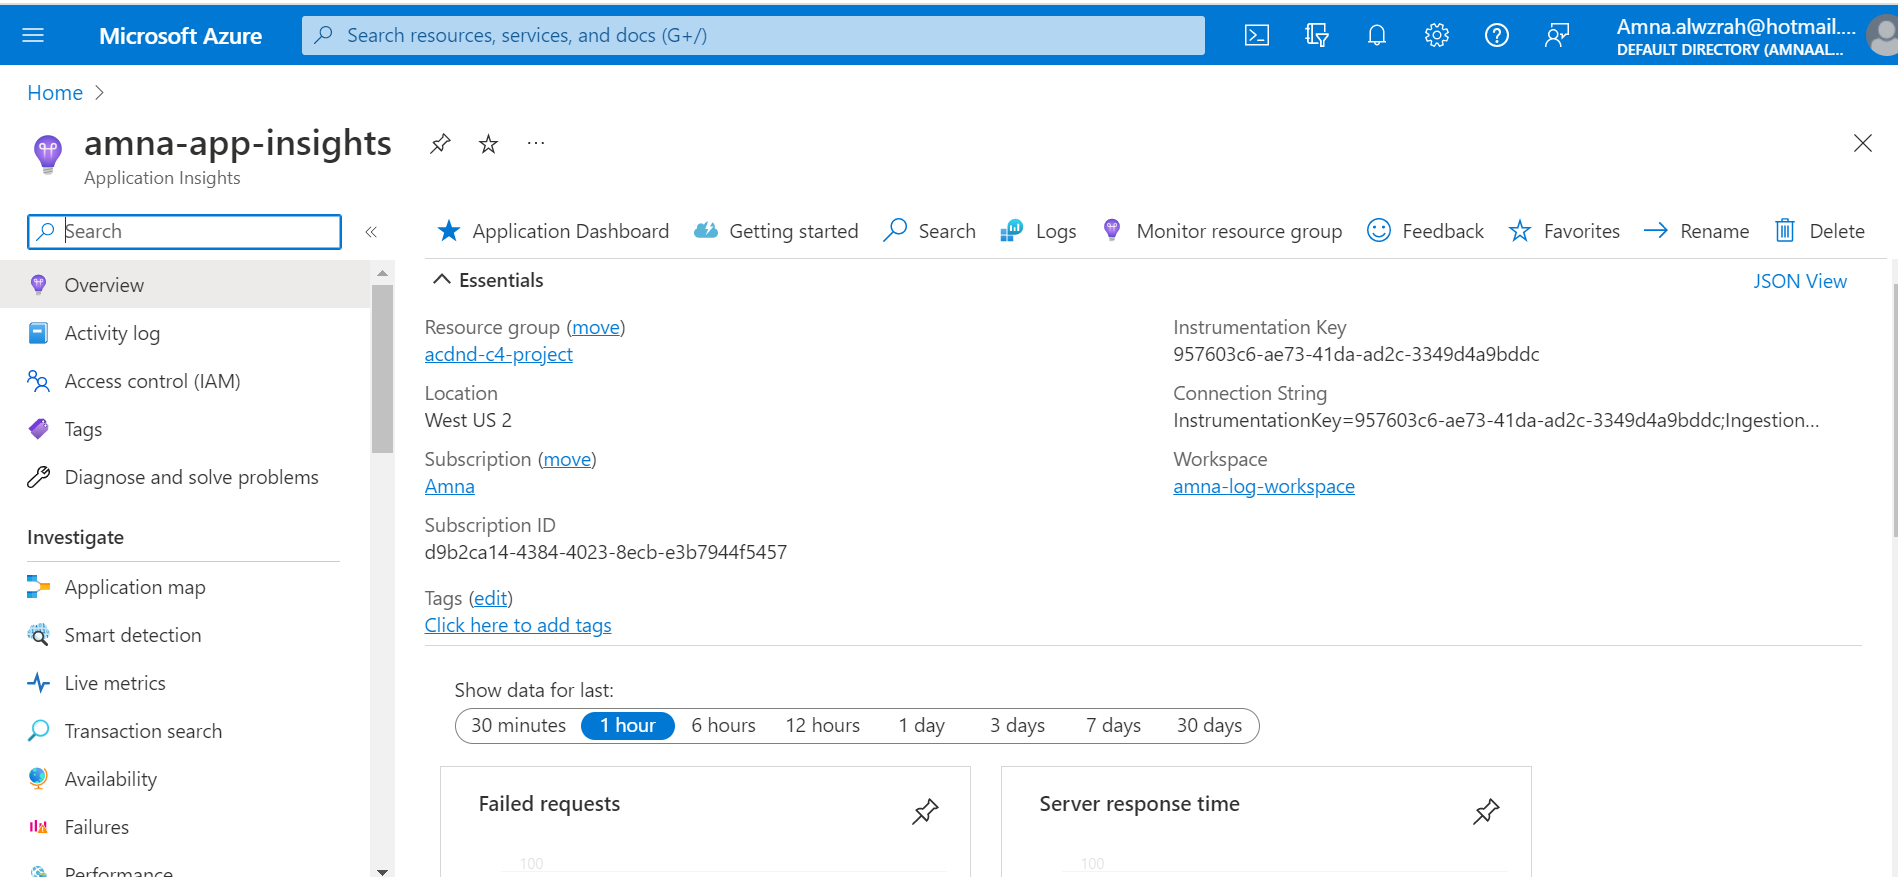 Microsoft Azure
Search resources, services, and docs (G+/)
Amna.alwzrah@hotmail....
DEFAULT DIRECTORY (AMNAAL...
Home
amna-app-insights
Application Insights
Search
Application Dashboard
Getting started
Search
Logs
Monitor resource group
Feedback
Favorites
Rename
Delete
Overview
Activity log
Access control (IAM)
Tags
Diagnose and solve problems
Investigate
Application map
Smart detection
Live metrics
Transaction search
Availability
Failures
Performance
Essentials
JSON View
Resource group (move)
acdnd-c4-project
Location
West US 2
Subscription (move)
Amna
Subscription ID
d9b2ca14-4384-4023-8ecb-e3b7944f5457
Tags (edit)
Click here to add tags
Instrumentation Key
957603c6-ae73-41da-ad2c-3349d4a9bddc
Connection String
InstrumentationKey=957603c6-ae73-41da-ad2c-3349d4a9bddc;Ingestion...
Workspace
amna-log-workspace
Show data for last:
30 minutes 1 hour 6 hours 12 hours 1 day 3 days 7 days 30 days
Failed requests
100
Server response time
100